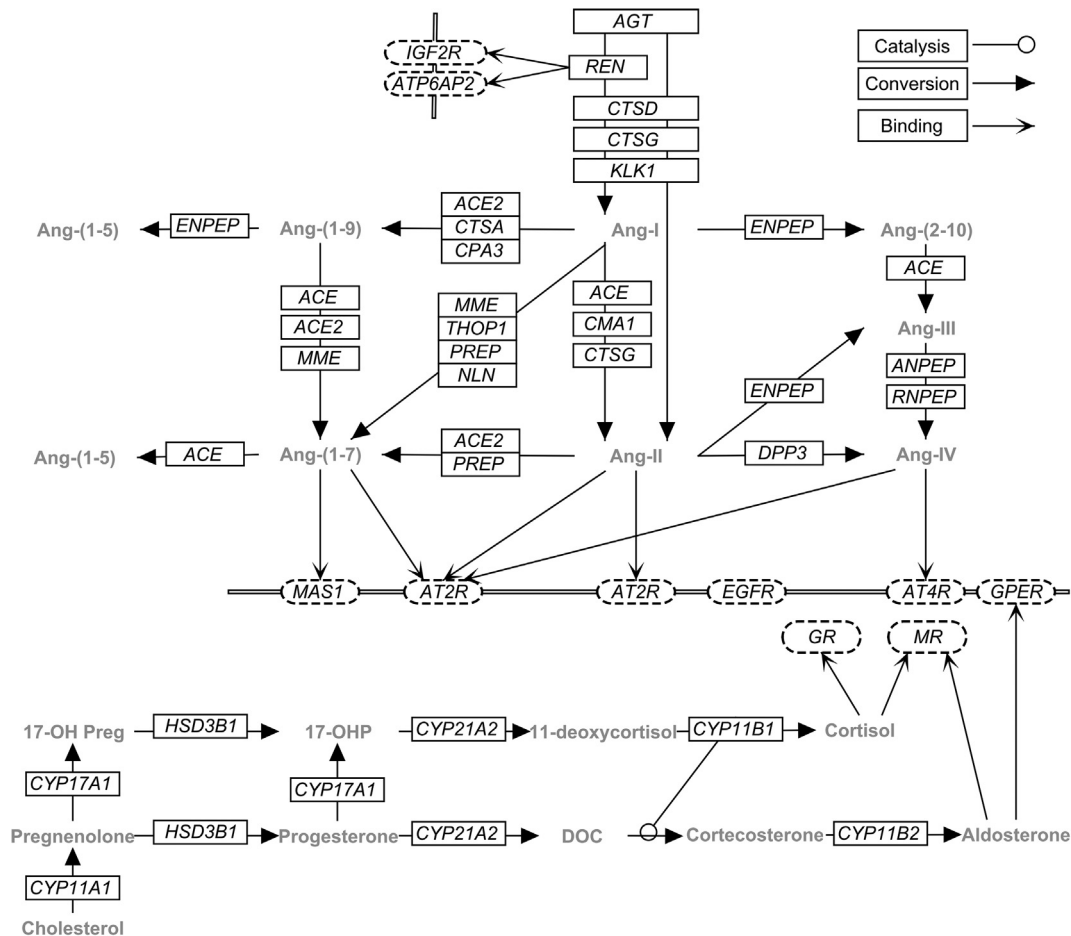 AGT
IGF2R
REN
ATP6AP2
CTSD
CTSG
KLK1
Catalysis
Conversion
Binding
Ang-(1-5)
ENPEP
Ang-(1-9)
ACE2
CTSA
CPA3
Ang-I
ENPEP
Ang-(2-10)
ACE
ACE
ACE2
MME
MME
THOP1
PREP
NLN
ACE
CMA1
CTSG
Ang-III
ENPEP
ANPEP
RNPEP
Ang-(1-5)
ACE
Ang-(1-7)
ACE2
PREP
Ang-II
DPP3
Ang-IV
MAS1
AT2R
AT2R
EGFR
AT4R
GPER
GR
MR
17-OH Preg
HSD3B1
17-OHP
CYP21A2
11-deoxycortisol
CYP11B1
Cortisol
CYP17A1
CYP17A1
Pregnenolone
HSD3B1
Progesterone
CYP21A2
DOC
Cortecosterone
CYP11B2
Aldosterone
CYP11A1
Cholesterol